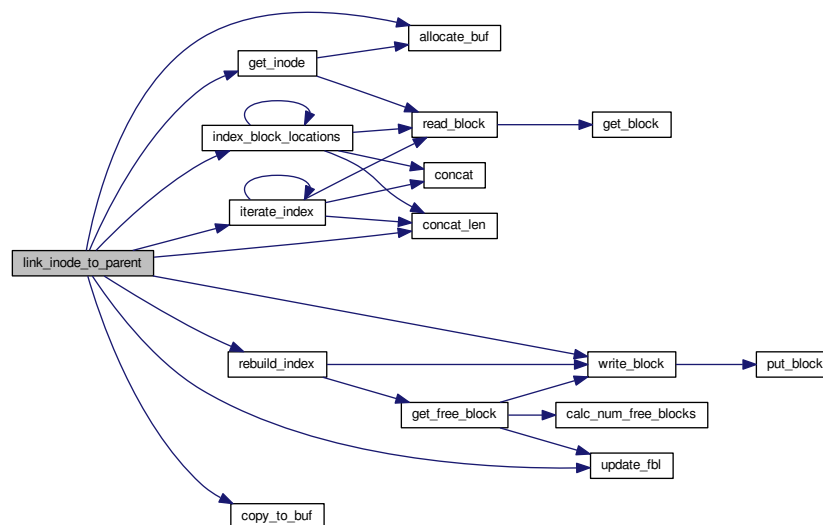 allocate_buf
get_inode
index_block_locations
read_block
get_block
concat
iterate_index
concat_len
link_inode_to_parent
rebuild_index
write_block
put_block
get_free_block
calc_num_free_blocks
update_fbl
copy_to_buf